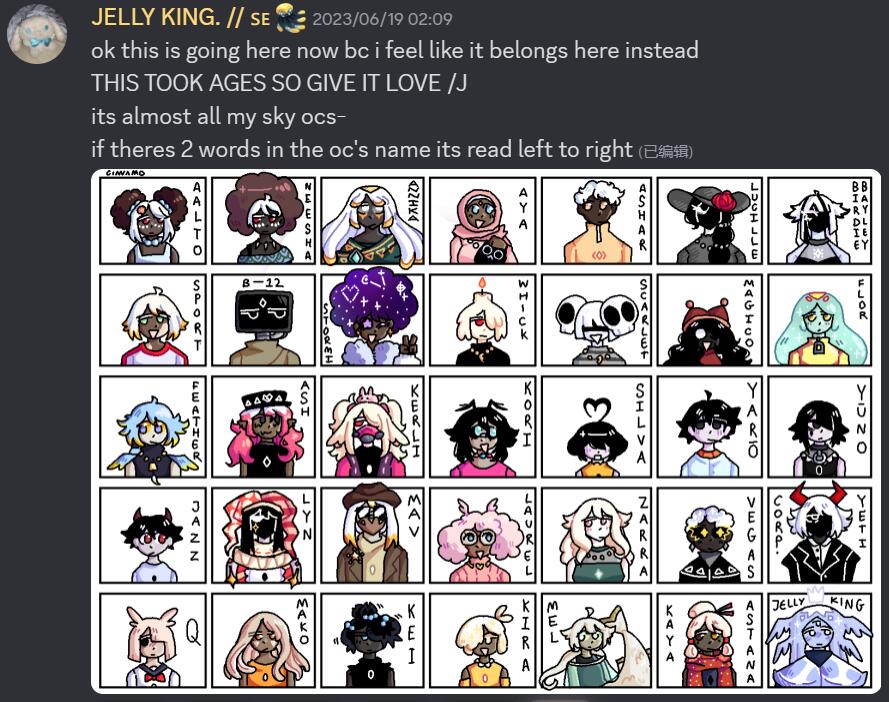 JELLY KING. // SE 2023/06/19 02:09
ok this is going here now bc i feel like it belongs here instead
THIS TOOK AGES SO GIVE IT LOVE /J
its almost all my sky ocs-
if theres 2 words in the oc's name its read left to right (已编辑)
CINNAMO
AALTO
NEESHA
AYA
ASHAR
LUCILLE
BIRDIE BAYLEY
SPORT
B-12
STORMI
WHICK
SCARLET
MAGICO
FLOR
FEATHER
ASH
KERLI
KORI
SILVA
YARŌ
YŪNO
JAZZ
LYN
MAV
LAUREL
ZARRA
VEGAS
CORP! YETI
Q
MAKO
KEI
KIRA
MEL
KAYA ASTANA
JELLY KING